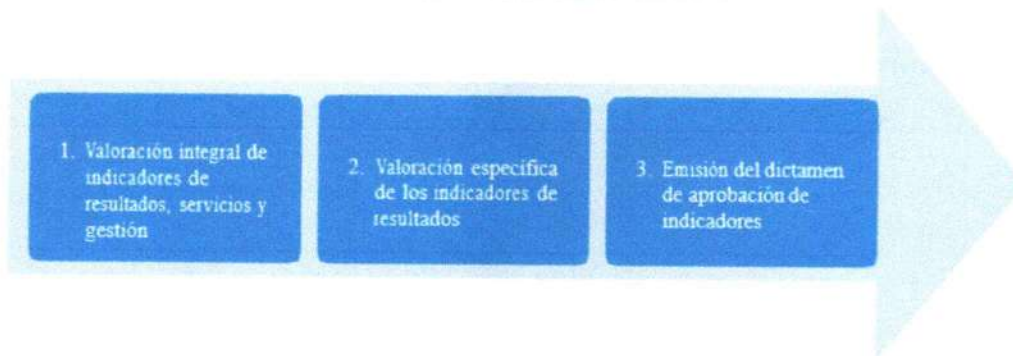 1. Valoración integral de
indicadores de
resultados, servicios y
gestión
2. Valoración específica
de los indicadores de
resultados
3. Emisión del dictamen
de aprobación de
indicadores